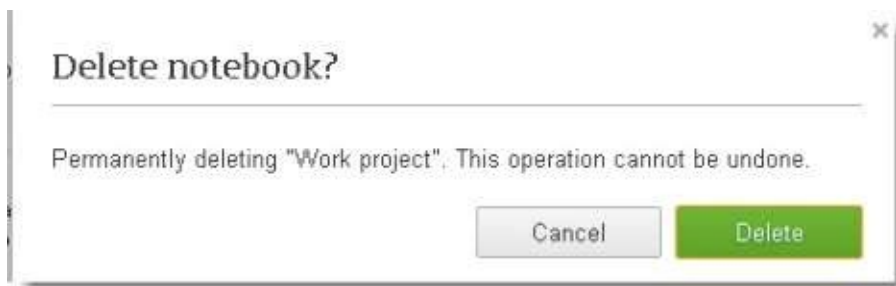 Delete notebook?
Permanently deleting "Work project". This operation cannot be undone.
Cancel
Delete